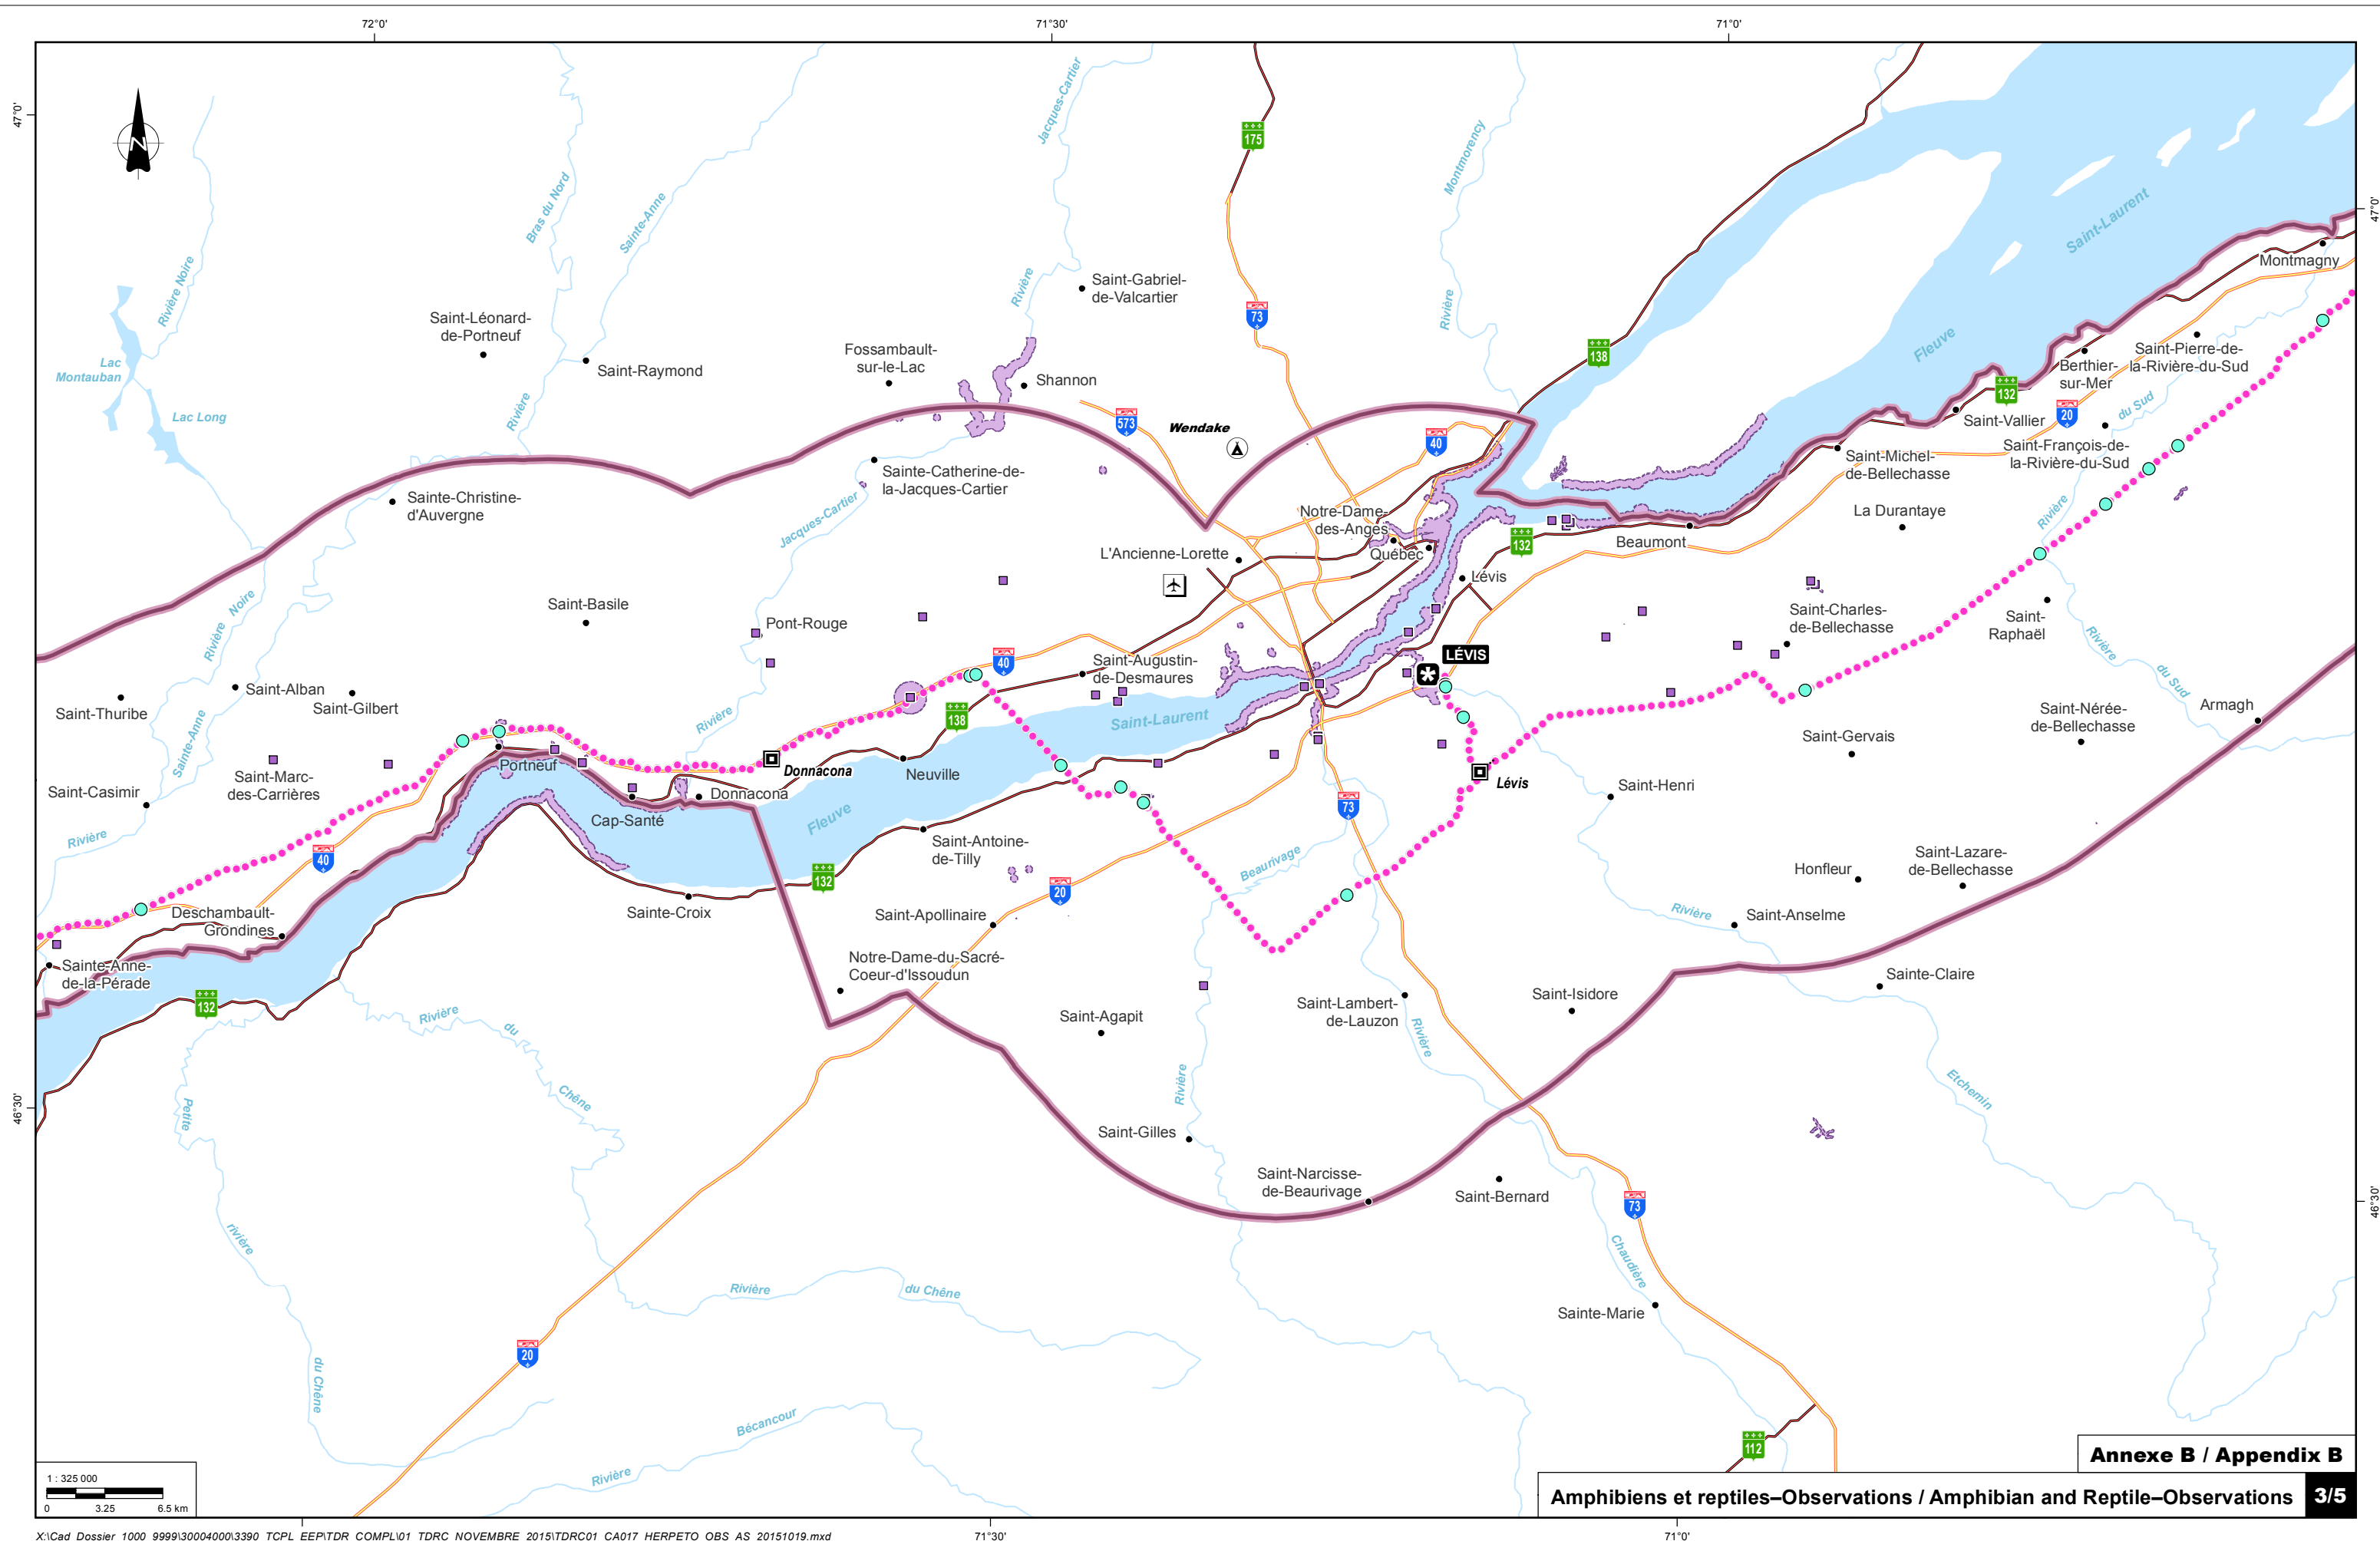 72°0'
71°30'
71°0'
47°0'
47°0'
N
175
Jacques-Cartier
Montmorency
Bras du Nord
Sainte-Anne
Saint-Laurent
Montmagny
Rivière Noire
Rivière
Saint-Gabriel-
de-Valcartier
Rivière
73
Saint-Léonard-
de-Portneuf
Lac
Montauban
Saint-Raymond
Fossambault-
sur-le-Lac
Shannon
138
Fleuve
Saint-Pierre-de-
la-Rivière-du-Sud
Berthier-
sur-Mer
132
Lac Long
Rivière
573
Wendake
40
Saint-Vallier
20
du Sud
Saint-François-de-
la-Rivière-du-Sud
Saint-Michel-
de-Bellechasse
Sainte-Catherine-de-
la-Jacques-Cartier
Sainte-Christine-
d'Auvergne
Jacques-Cartier
Notre-Dame-
des-Anges
La Durantaye
Rivière
L'Ancienne-Lorette
Québec
132
Beaumont
Lévis
Saint-Basile
Noire
Rivière
Pont-Rouge
Saint-Charles-
de-Bellechasse
Saint-
Raphaël
Rivière
du Sud
40
Saint-Augustin-
de-Desmaures
LÉVIS
Saint-Alban
Saint-Gilbert
Saint-Thuribe
Sainte-Anne
Rivière
138
Saint-Laurent
Saint-Nérée-
de-Bellechasse
Armagh
Saint-Gervais
Portneuf
Donnacona
Neuville
Saint-Marc-
des-Carrières
Saint-Casimir
Lévis
Saint-Henri
Donnacona
Cap-Santé
Fleuve
73
Rivière
40
Saint-Antoine-
de-Tilly
Beaurivage
132
20
Honfleur
Saint-Lazare-
de-Bellechasse
Deschambault-
Grondines
Sainte-Croix
Saint-Apollinaire
Rivière
Saint-Anselme
Sainte-Anne-
de-la-Pérade
Notre-Dame-du-Sacré-
Coeur-d'Issoudun
Sainte-Claire
132
Rivière
du
Chêne
Saint-Agapit
Saint-Lambert-
de-Lauzon
Saint-Isidore
Rivière
Rivière
Etchemin
46°30'
Petite
Saint-Gilles
Saint-Narcisse-
de-Beaurivage
Saint-Bernard
46°30'
73
rivière
Chaudière
Rivière
du Chêne
Sainte-Marie
20
du Chêne
Bécancour
Rivière
112
Annexe B / Appendix B
1 : 325 000
0
3.25
6.5 km
Amphibiens et reptiles–Observations / Amphibian and Reptile–Observations
3/5
X:\Cad_Dossier_1000_9999\30004000\3390_TCPL_EEP\TDR_COMPL\01_TDRC_NOVEMBRE_2015\TDRC01_CA017_HERPETO_OBS_AS_20151019.mxd
71°30'
71°0'